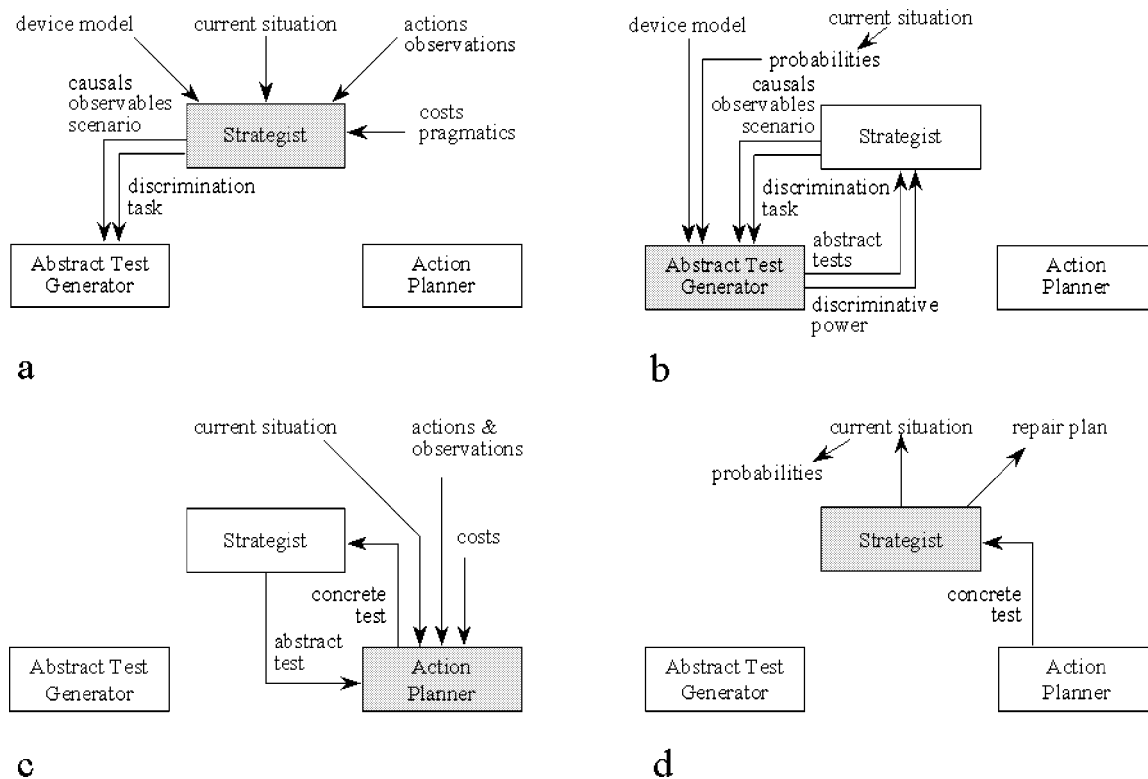 device model
current situation
actions
observations
causals
observables
scenario
Strategist
costs
pragmatics
discrimination
task
Abstract Test
Generator
Action
Planner
a
current situation
device model
probabilities
causals
observables
scenario
Strategist
discrimination
task
abstract
tests
Abstract Test
Generator
discriminative
power
Action
Planner
b
current situation
actions &
observations
Strategist
costs
concrete
test
abstract
test
Abstract Test
Generator
Action
Planner
c
current situation
repair plan
probabilities
Strategist
concrete
test
Abstract Test
Generator
Action
Planner
d